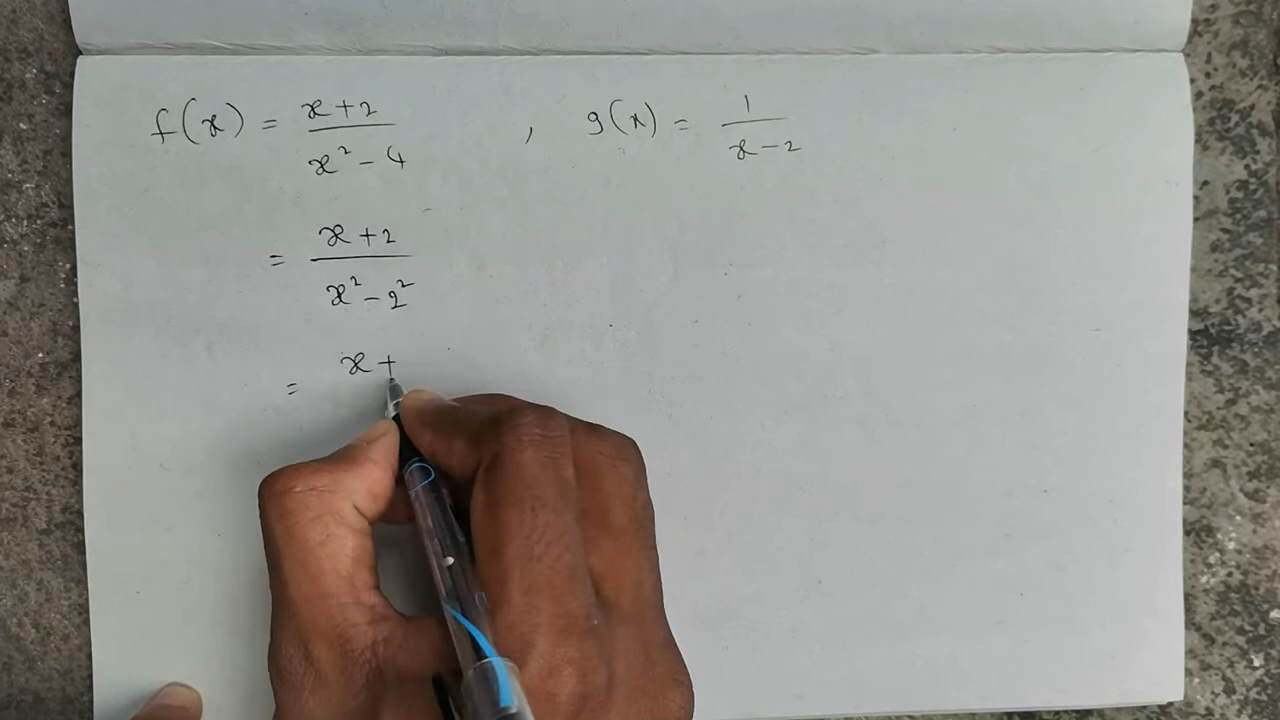 f(x) = x+2 / x² - 4 , g(x) = 1 / x-2
= x+2 / x² - 2²
= x+